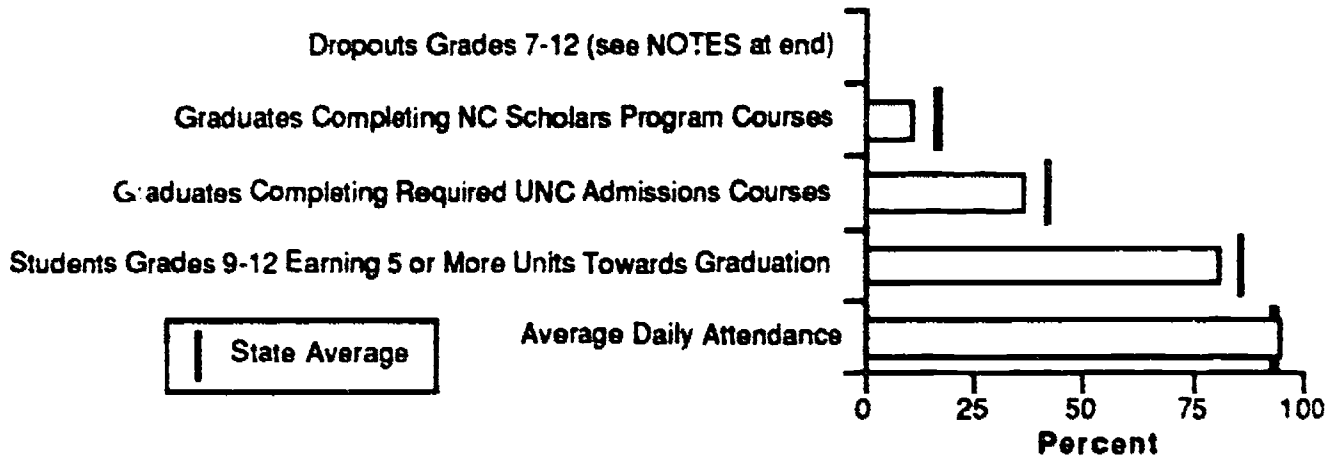 Dropouts Grades 7-12 (see NOTES at end)
Graduates Completing NC Scholars Program Courses
Graduates Completing Required UNC Admissions Courses
Students Grades 9-12 Earning 5 or More Units Towards Graduation
Average Daily Attendance
State Average
0 25 50 75 100
Percent